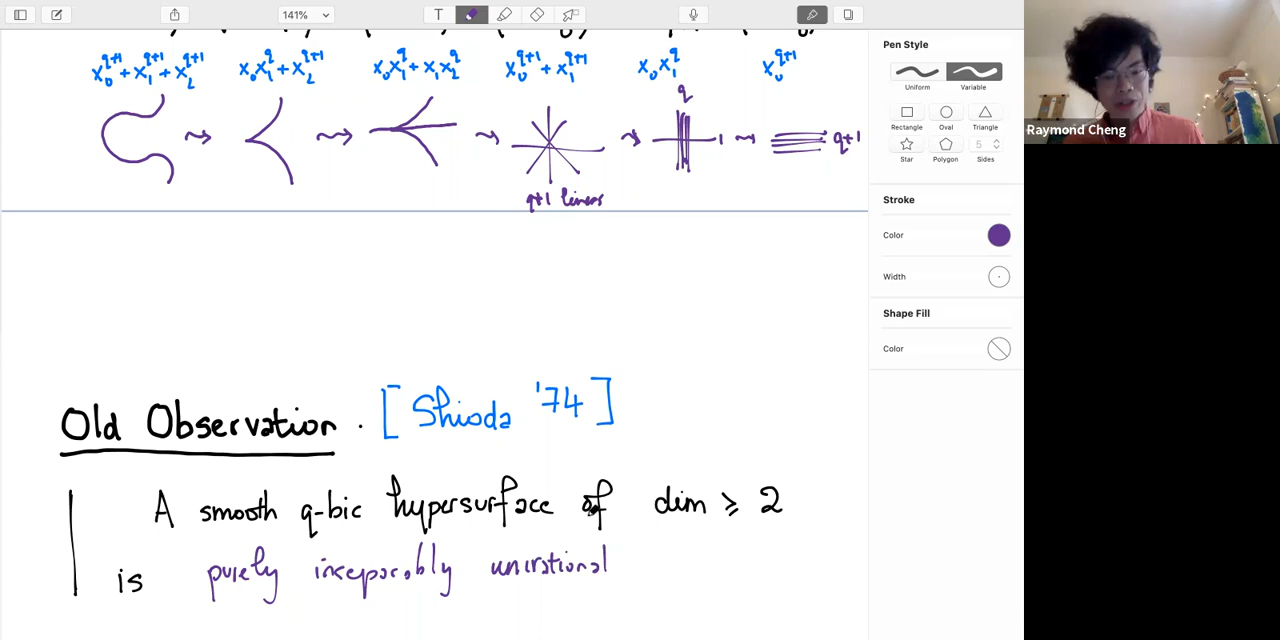 141%
T
Pen Style
Uniform Variable
Rectangle Oval Triangle
Star Polygon 5 Sides
Stroke
Color
Width
Shape Fill
Color
Raymond Cheng
x₀^{q+1} + x₁^{q+1} + x₂^{q+1} x₀x₁^q + x₂^{q+1} x₀x₁^q + x₁x₂^q x₀^{q+1} + x₁^{q+1} x₀x₁^q x₀^{q+1}
q
1 q+1
q+1 lines
Old Observation. [Shioda '74]
A smooth q-bic hypersurface of dim ≥ 2
is purely inseparably unirational